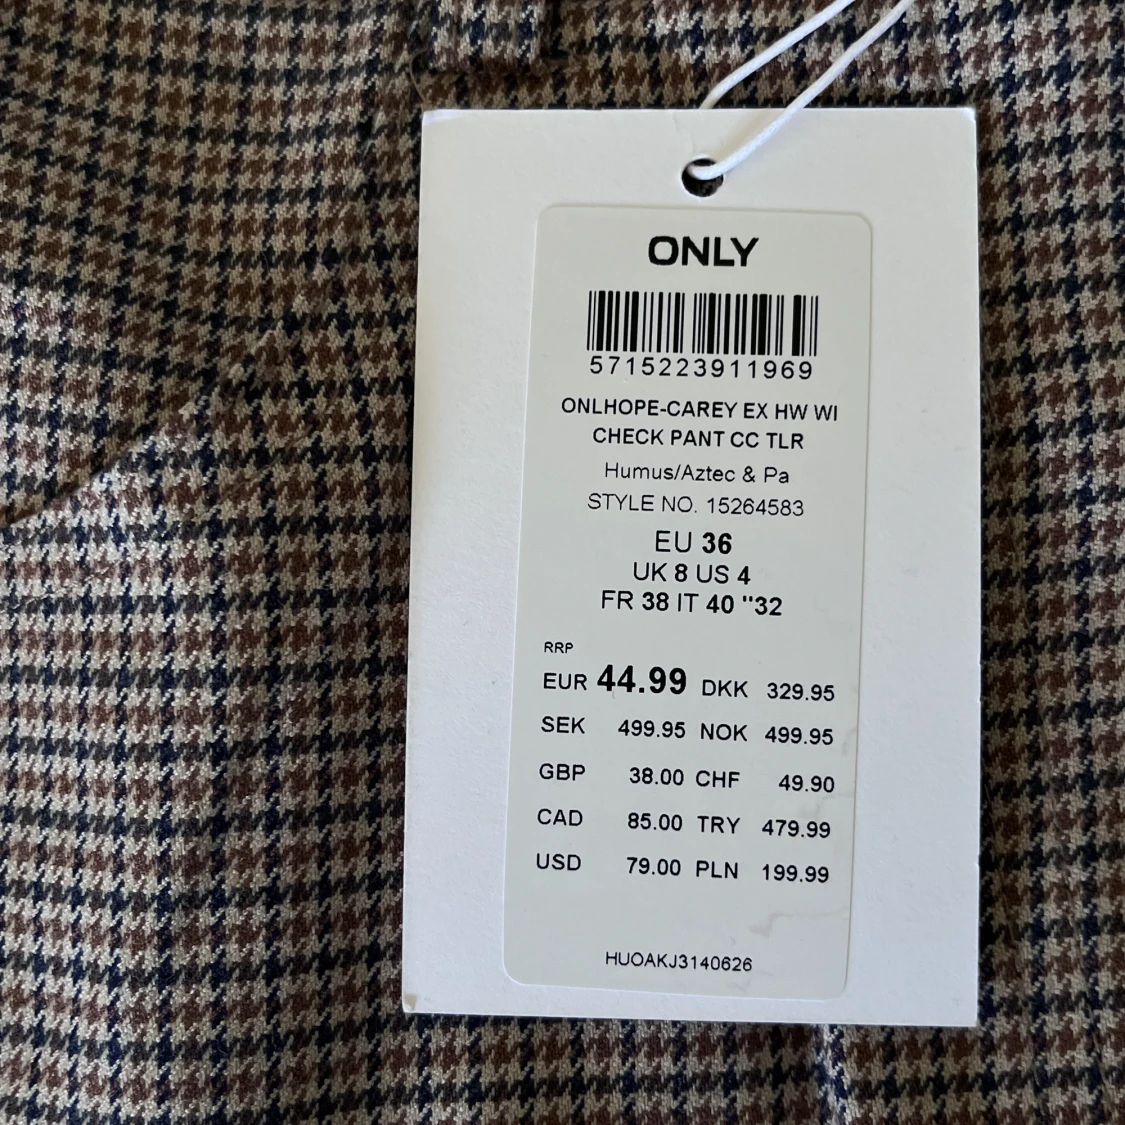 ONLY
5715223911969
ONLHOPE-CAREY EX HW WI
CHECK PANT CC TLR
Humus/Aztec & Pa
STYLE NO. 15264583
EU 36
UK 8 US 4
FR 38 IT 40 "32
RRP
EUR 44.99 DKK 329.95
SEK 499.95 NOK 499.95
GBP 38.00 CHF 49.90
CAD 85.00 TRY 479.99
USD 79.00 PLN 199.99
HUOAKJ3140626